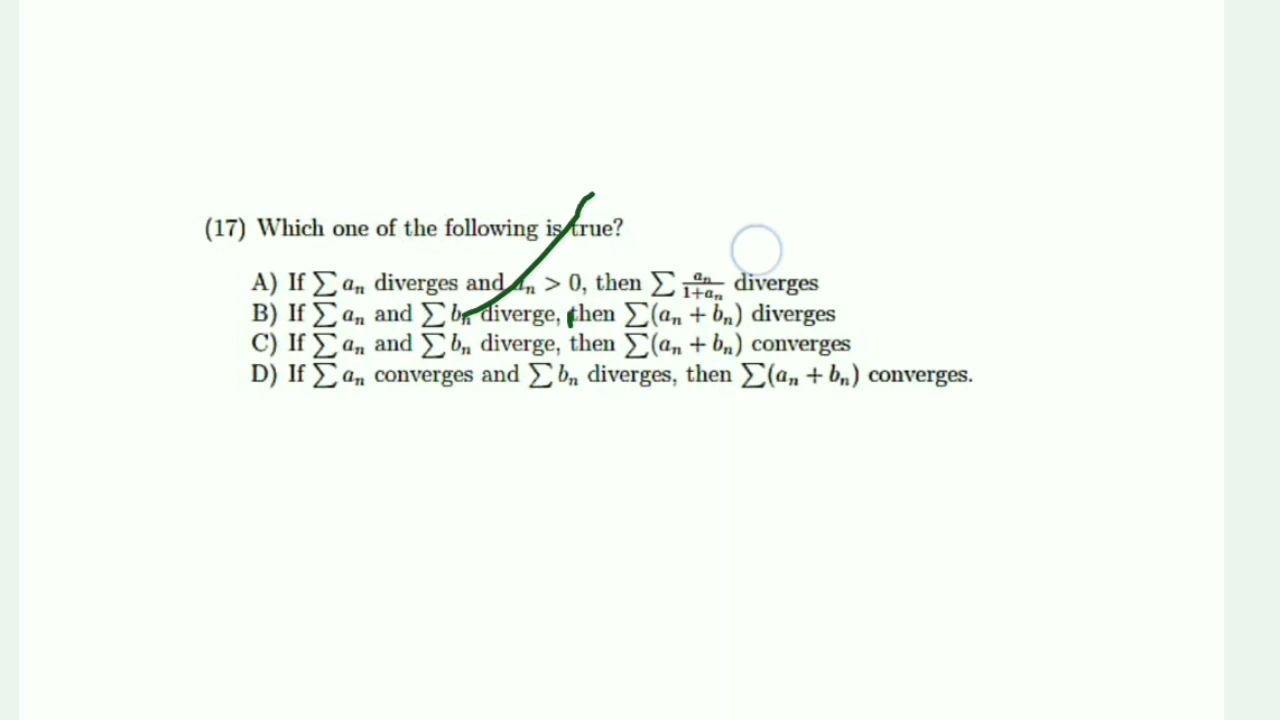 (17) Which one of the following is true?
A) If ∑ aₙ diverges and aₙ > 0, then ∑ aₙ/(1+aₙ) diverges
B) If ∑ aₙ and ∑ bₙ diverge, then ∑(aₙ + bₙ) diverges
C) If ∑ aₙ and ∑ bₙ diverge, then ∑(aₙ + bₙ) converges
D) If ∑ aₙ converges and ∑ bₙ diverges, then ∑(aₙ + bₙ) converges.